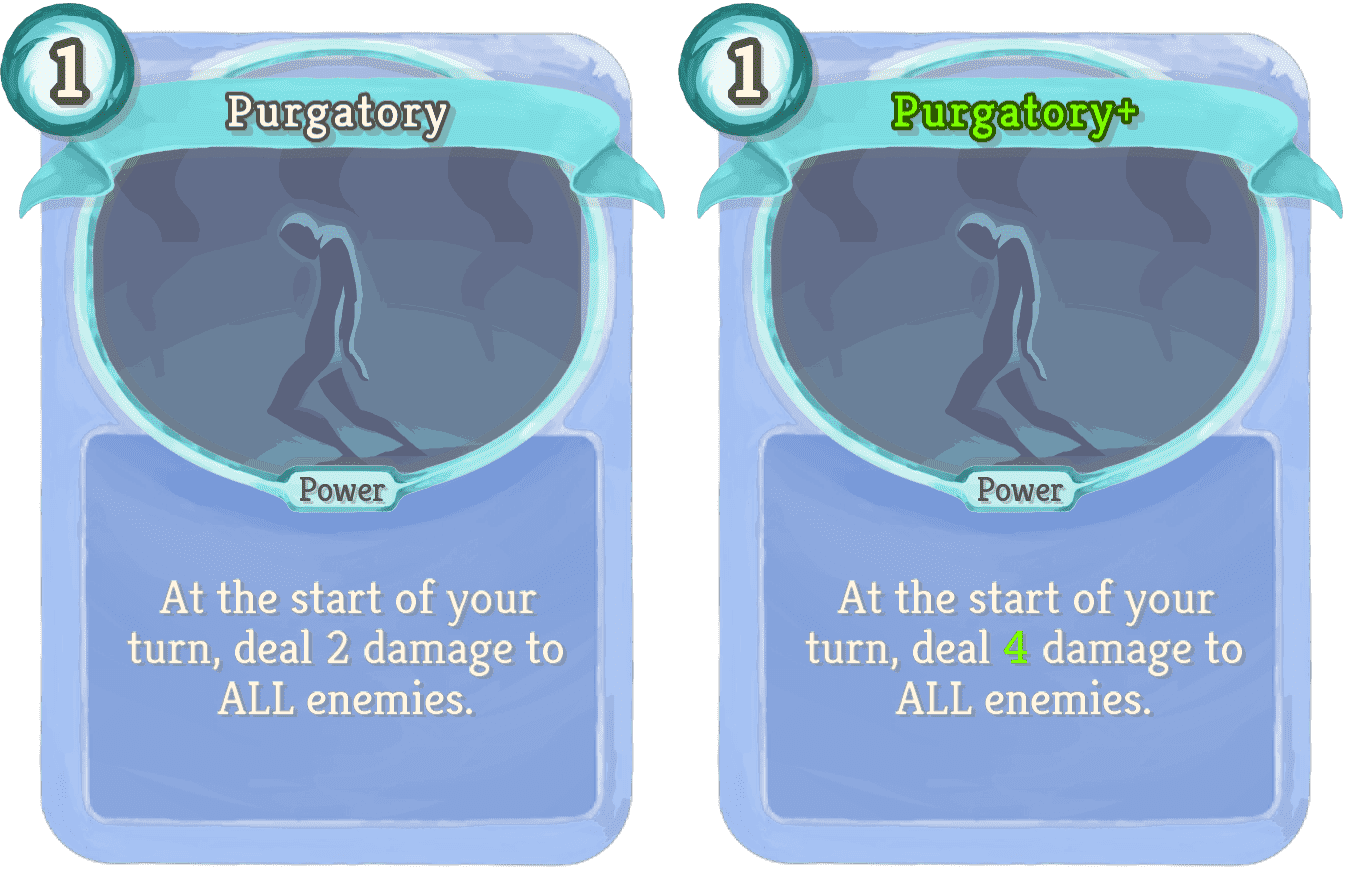 1
Purgatory
Power
At the start of your
turn, deal 2 damage to
ALL enemies.
1
Purgatory+
Power
At the start of your
turn, deal 4 damage to
ALL enemies.